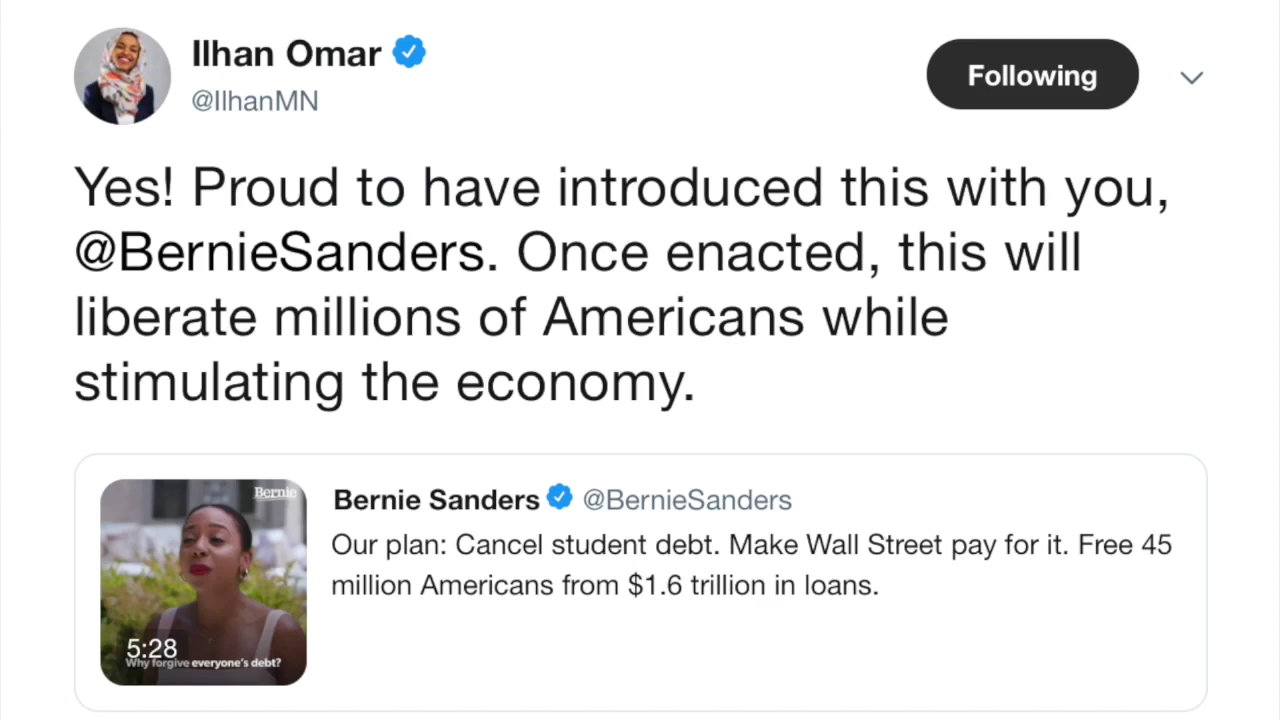 Ilhan Omar
@IlhanMN
Following
Yes! Proud to have introduced this with you,
@BernieSanders. Once enacted, this will
liberate millions of Americans while
stimulating the economy.
Bernie Sanders @BernieSanders
Our plan: Cancel student debt. Make Wall Street pay for it. Free 45
million Americans from $1.6 trillion in loans.
Bernie
5:28
Why forgive everyone's debt?